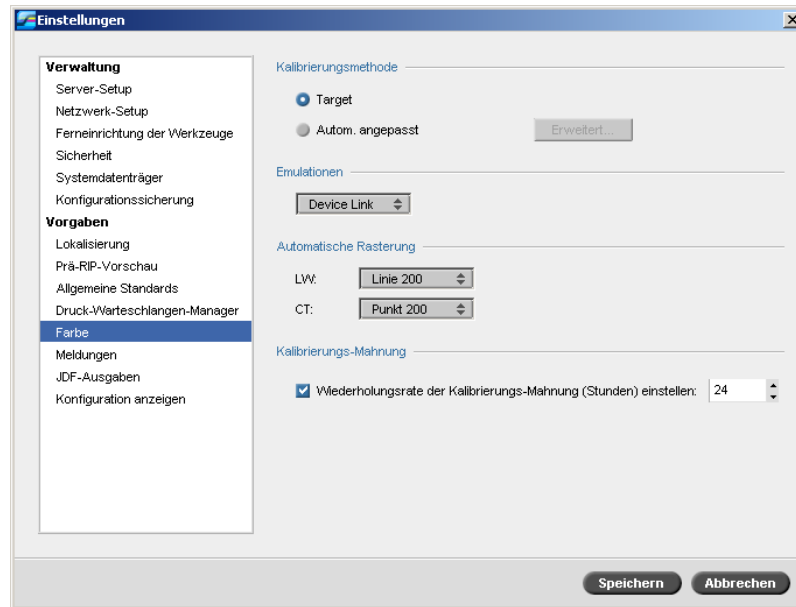 Einstellungen
Verwaltung
Server-Setup
Netzwerk-Setup
Ferneinrichtung der Werkzeuge
Sicherheit
Systemdatenträger
Konfigurationssicherung
Vorgaben
Lokalisierung
Prä-RIP-Vorschau
Allgemeine Standards
Druck-Warteschlangen-Manager
Farbe
Meldungen
JDF-Ausgaben
Konfiguration anzeigen
Kalibrierungsmethode
Target
Autom. angepasst
Erweitert...
Emulationen
Device Link
Automatische Rasterung
LW: Linie 200
CT: Punkt 200
Kalibrierungs-Mahnung
Wiederholungsrate der Kalibrierungs-Mahnung (Stunden) einstellen: 24
Speichern Abbrechen